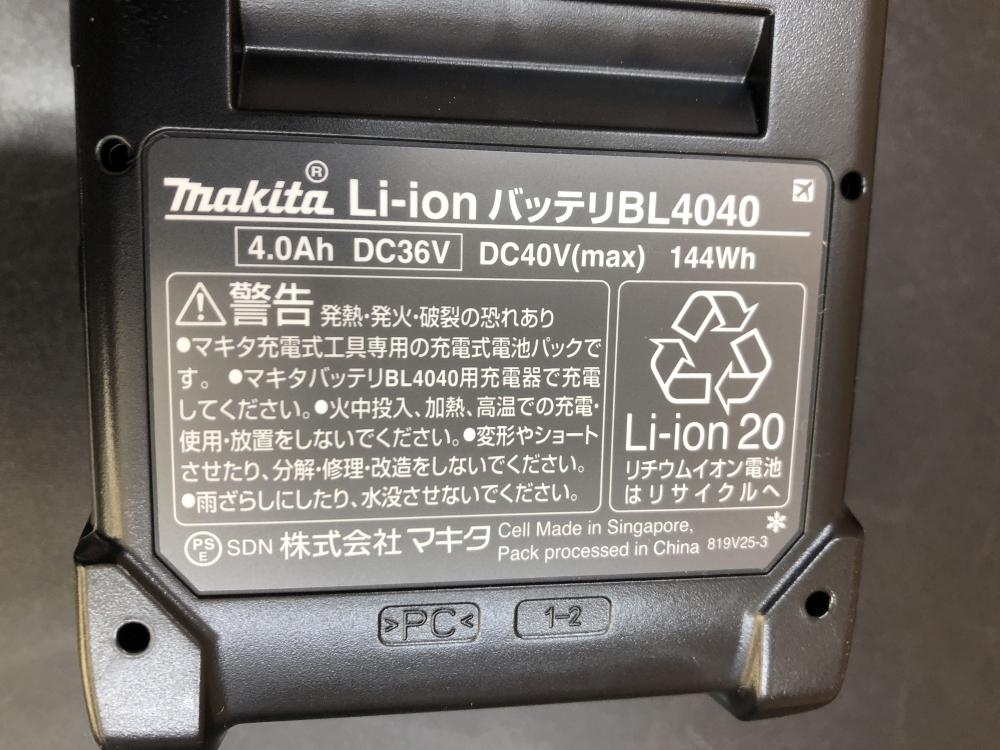 makita® Li-ion バッテリBL4040
4.0Ah DC36V DC40V(max) 144Wh
警告 発熱・発火・破裂の恐れあり
●マキタ充電式工具専用の充電式電池パックで
す。●マキタバッテリBL4040用充電器で充電
してください。●火中投入、加熱、高温での充電・
使用・放置をしないでください。●変形やショート
させたり、分解・修理・改造をしないでください。
●雨ざらしにしたり、水没させないでください。
Li-ion 20
リチウムイオン電池
はリサイクルへ
PS
E
SDN 株式会社 マキタ
Cell Made in Singapore,
Pack processed in China 819V25-3
>PC<
1-2